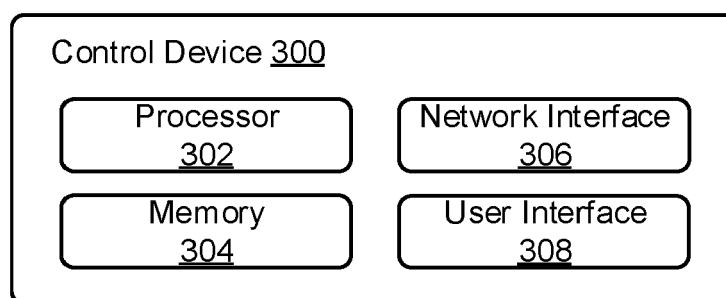 Control Device 300
Processor
302
Network Interface
306
Memory
304
User Interface
308